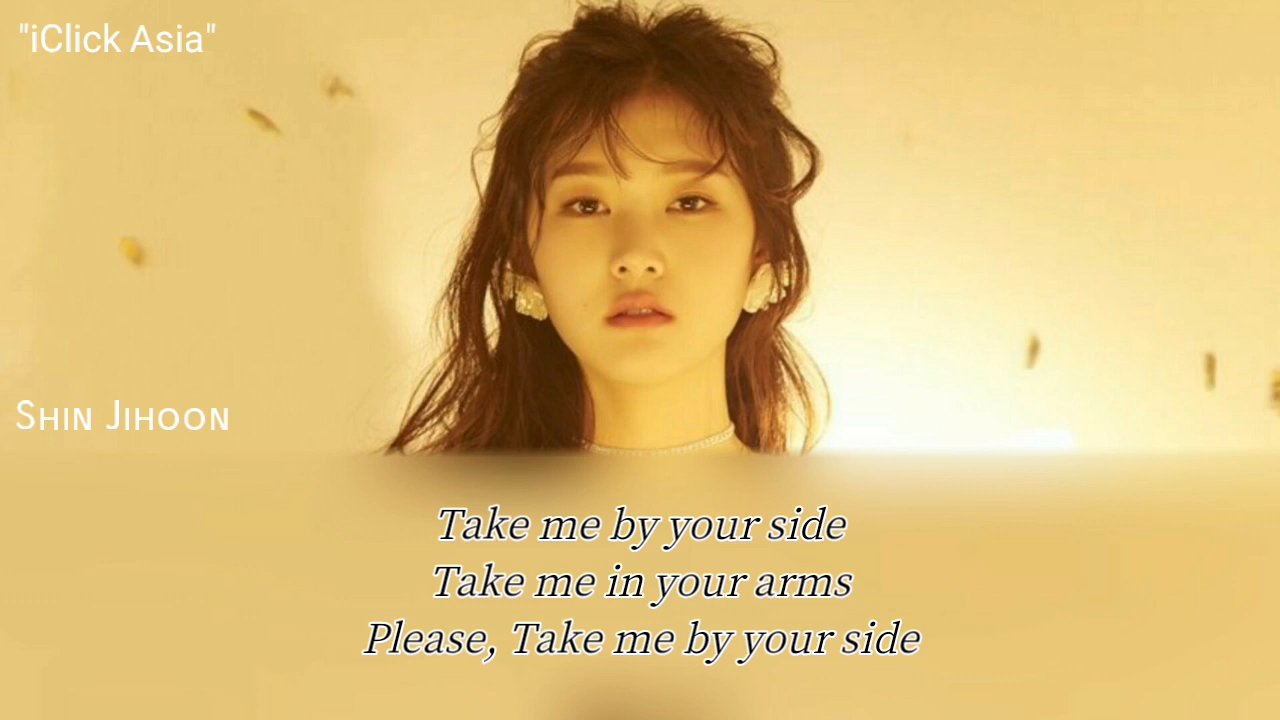 "iClick Asia"
Shin Jihoon
Take me by your side
Take me in your arms
Please, Take me by your side